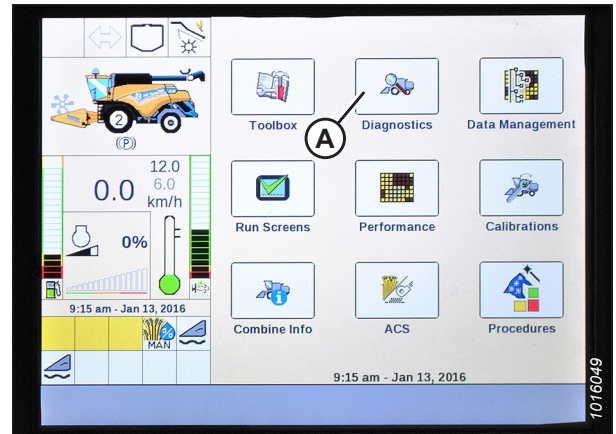 2
(P)
12.0
0.0
6.0
km/h
0%
9:15 am - Jan 13, 2016
MAN
Toolbox
Diagnostics
Data Management
A
Run Screens
Performance
Calibrations
Combine Info
ACS
Procedures
9:15 am - Jan 13, 2016
1016049